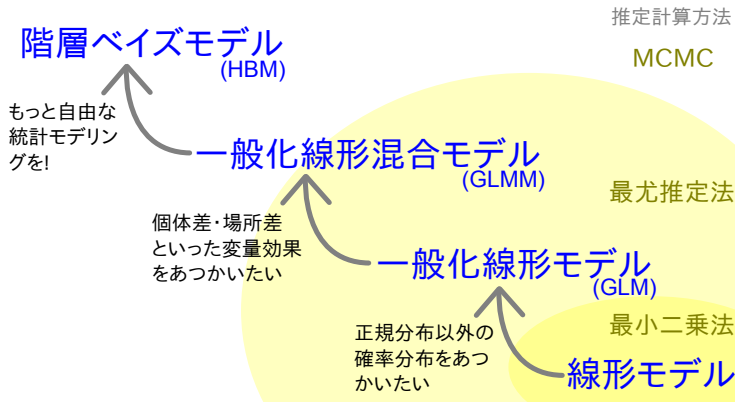 推定計算方法
階層ベイズモデル
(HBM)
MCMC
もっと自由な
統計モデリン
グを!
一般化線形混合モデル
(GLMM)
最尤推定法
個体差・場所差
といった変量効果
をあつかいたい
一般化線形モデル
(GLM)
最小二乗法
正規分布以外の
確率分布をあつ
かいたい
線形モデル